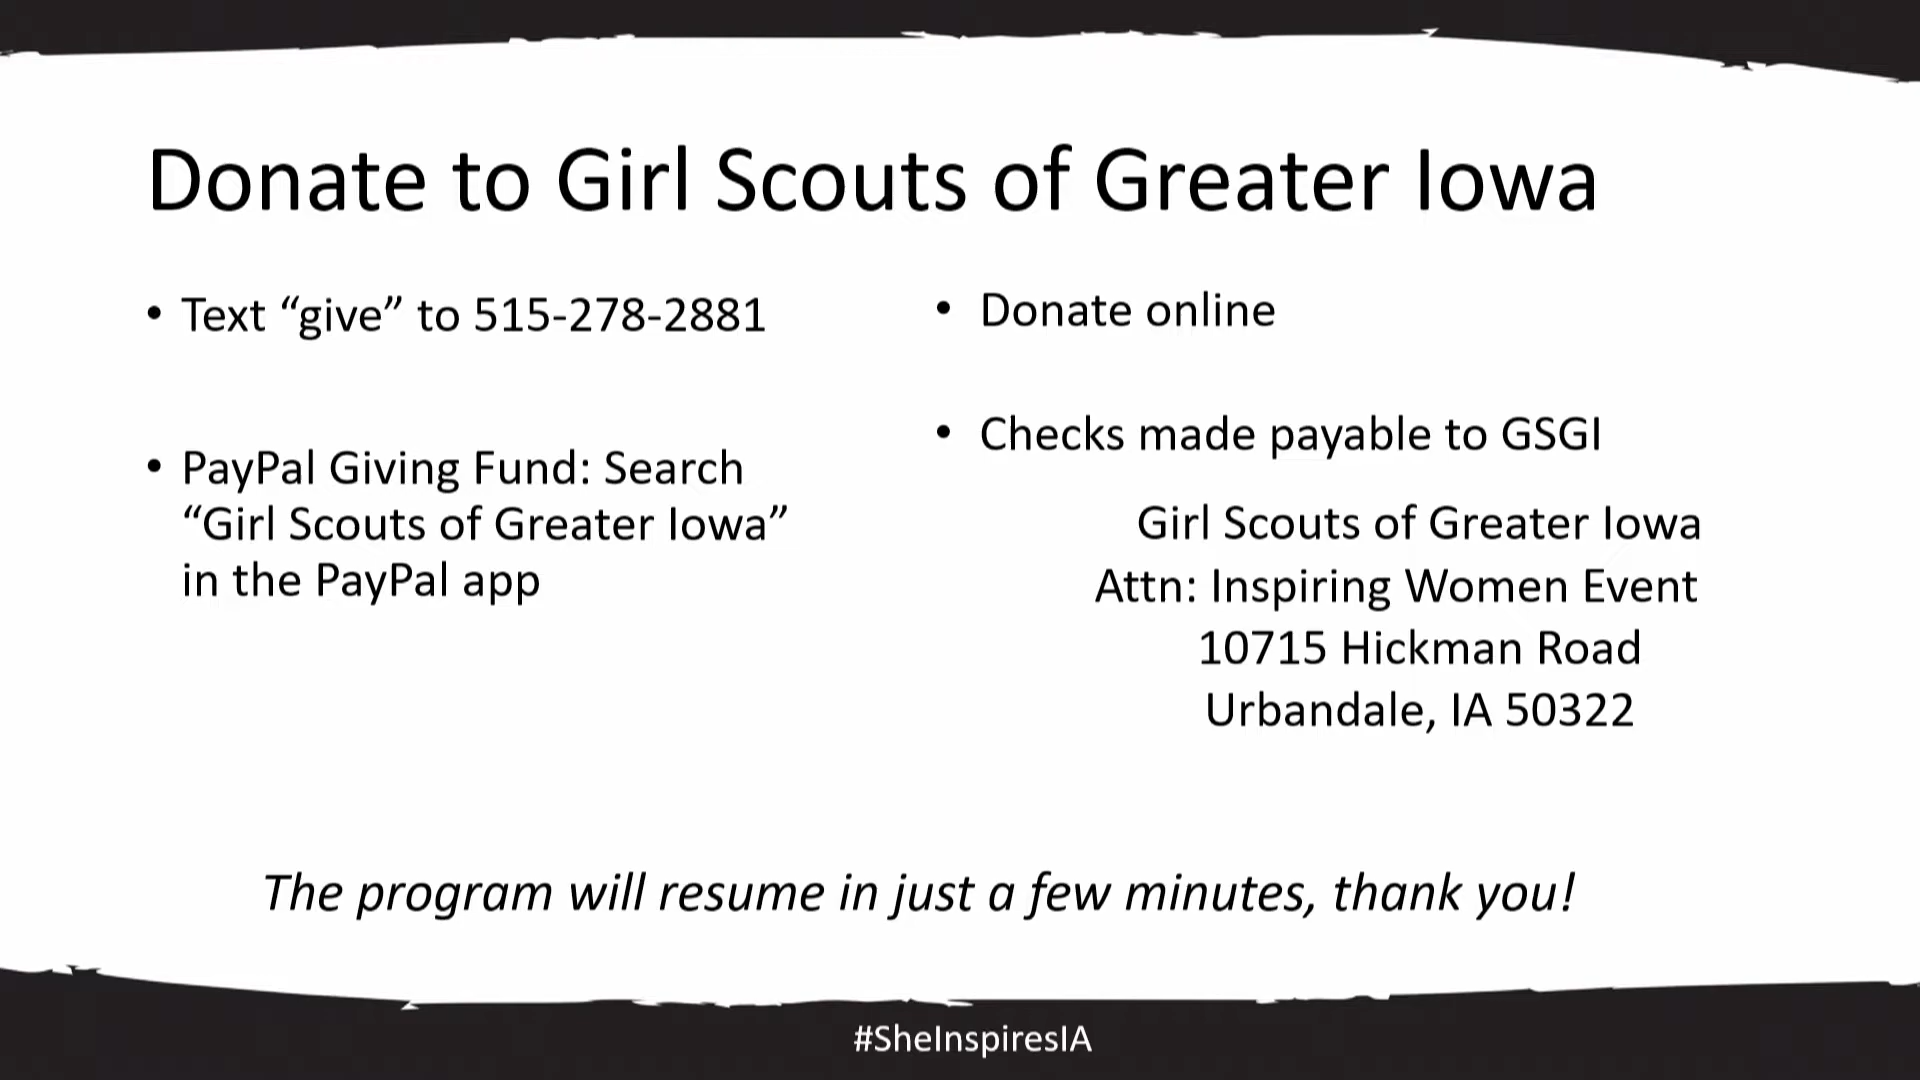 Donate to Girl Scouts of Greater Iowa
• Text “give” to 515-278-2881
• PayPal Giving Fund: Search
“Girl Scouts of Greater Iowa”
in the PayPal app
• Donate online
• Checks made payable to GSGI
Girl Scouts of Greater Iowa
Attn: Inspiring Women Event
10715 Hickman Road
Urbandale, IA 50322
The program will resume in just a few minutes, thank you!
#SheInspiresIA